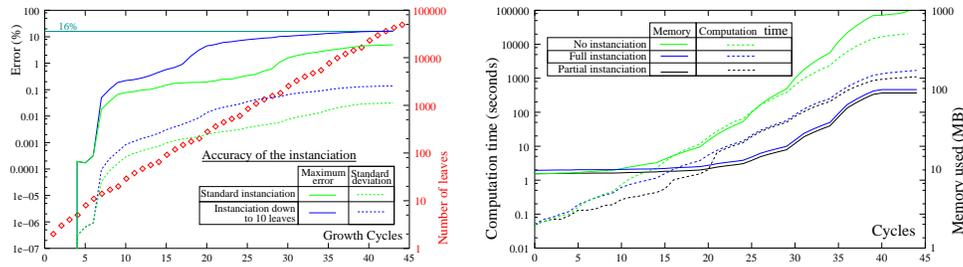 100
10
1
0.1
0.01
0.001
0.0001
1e−05
1e−06
1e−07
Error (%)
16%
Accuracy of the instanciation
Maximum error
Standard deviation
Standard instanciation
Instanciation down to 10 leaves
Growth Cycles
0 5 10 15 20 25 30 35 40 45
100000
10000
1000
100
10
1
Number of leaves
100000
10000
1000
100
10
1
0.1
0.01
Computation time (seconds)
Memory Computation time
No instanciation
Full instanciation
Partial instanciation
Cycles
0 5 10 15 20 25 30 35 40 45
1000
100
10
1
Memory used (MB)